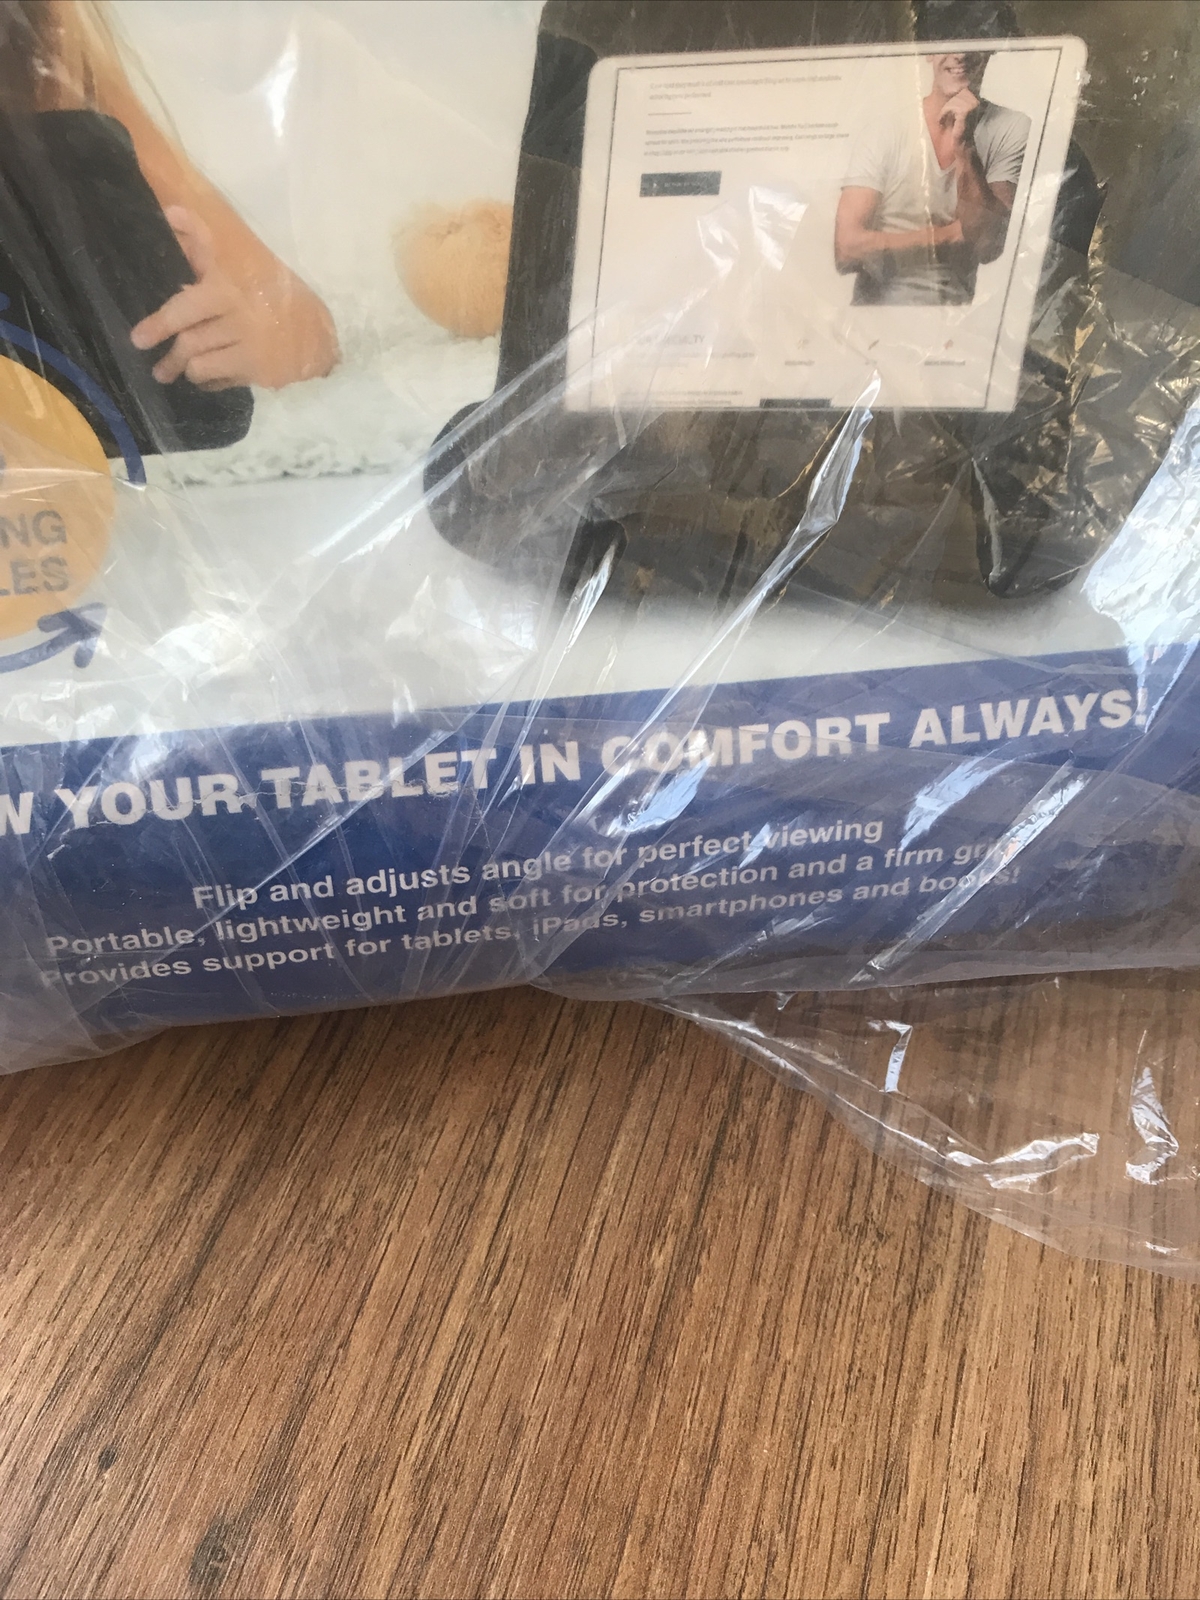 NG
LES
W YOUR TABLET IN COMFORT ALWAYS!
Flip and adjusts angle for perfect viewing
Portable, lightweight and soft for protection and a firm
Provides support for tablets, iPads, smartphones and books!